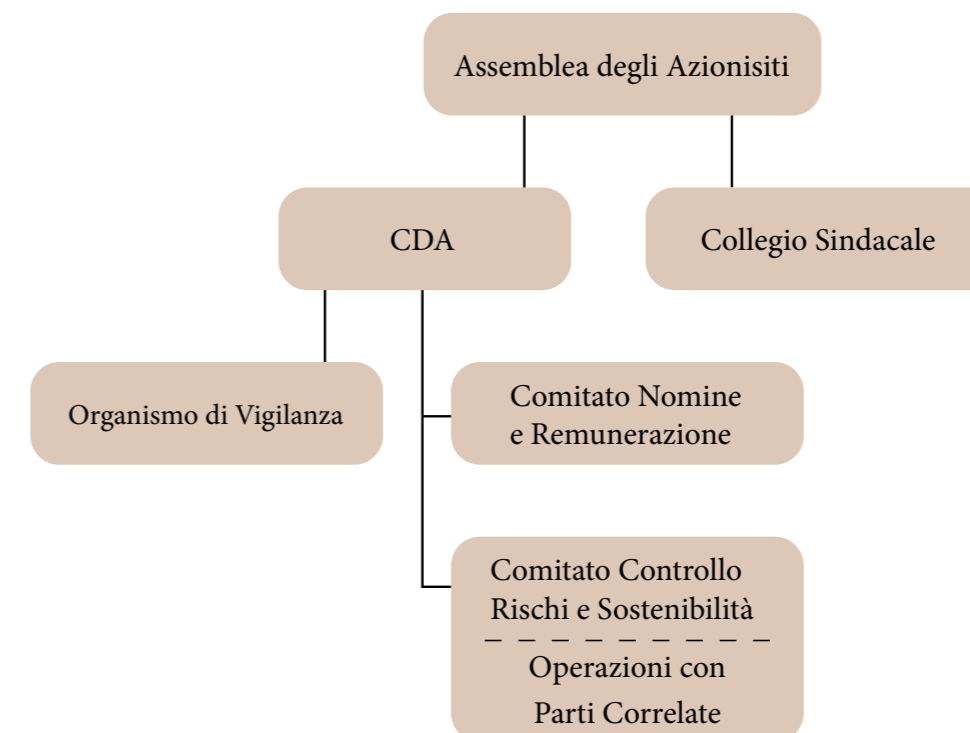 Assemblea degli Azionisiti
CDA
Collegio Sindacale
Organismo di Vigilanza
Comitato Nomine
e Remunerazione
Comitato Controllo
Rischi e Sostenibilità
Operazioni con
Parti Correlate